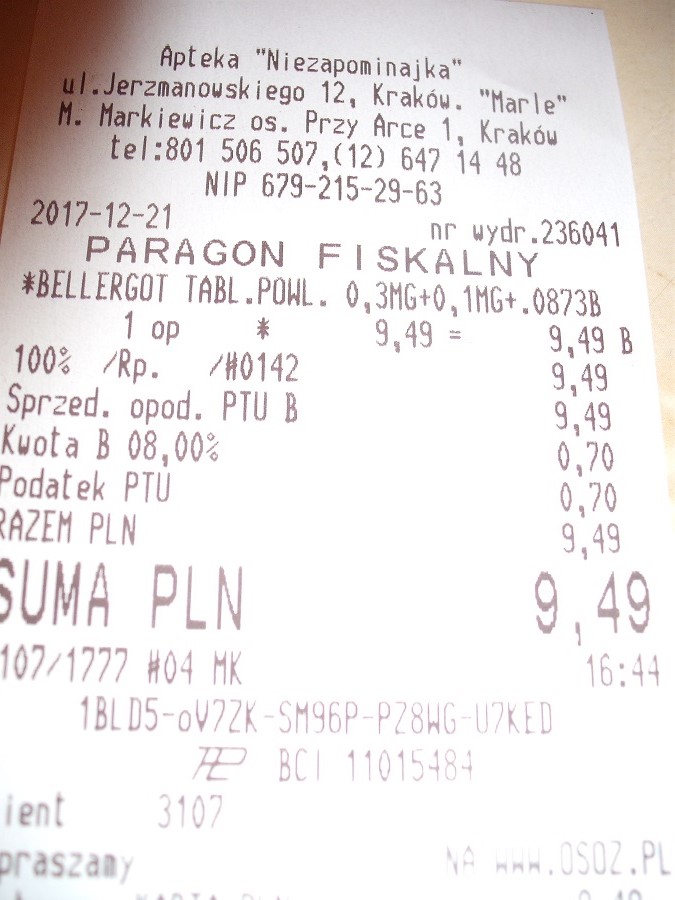 Apteka "Niezapominajka"
ul.Jerzmanowskiego 12, Kraków. "Marle"
M. Markiewicz os. Przy Arce 1, Kraków
tel:801 506 507,(12) 647 14 48
NIP 679-215-29-63
2017-12-21 nr wydr.236041
PARAGON FISKALNY
*BELLERGOT TABL.POWL. 0,3MG+0,1MG+.0873B
1 op * 9,49 = 9,49 B
100% /Rp. /#0142 9,49
Sprzed. opod. PTU B 9,49
Kwota B 08,00% 0,70
Podatek PTU 0,70
RAZEM PLN 9,49
SUMA PLN 9,49
107/1777 #04 MK 16:44
1BLD5-oV7ZK-SM96P-PZ8WG-U7KED
BCI 11015484
ient 3107
praszamy NA WWW.OSOZ.PL
KARTA PLN 9,49